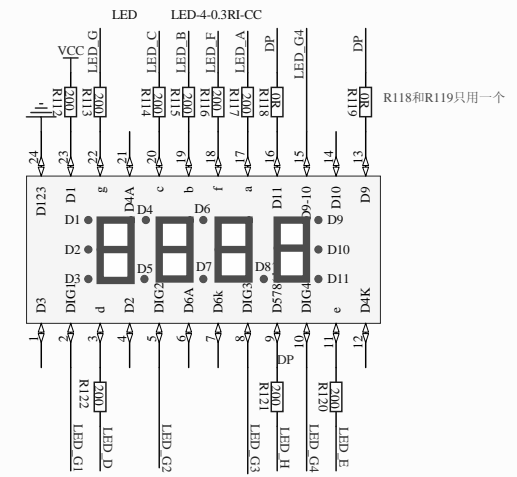 LED LED-4-0.3RI-CC
VCC
LED_G
LED_C
LED_B
LED_F
LED_A
DP
LED_G4
DP
R112 200
R113 200
R114 200
R115 200
R116 200
R117 200
R118 0R
R119 0R
R118和R119只用一个
24 23 22 21 20 19 18 17 16 15 14 13
D123 D1 g D4A c b f a D11 D9-10 D10 D9
D1 D4 D6 D9
D2 D10
D3 D5 D7 D8 D11
D3 DIG1 d D2 DIG2 D6A D6k DIG3 D578 DIG4 e D4K
1 2 3 4 5 6 7 8 9 10 11 12
DP
R122 200
R121 200
R120 200
LED_G1
LED_D
LED_G2
LED_G3
LED_H
LED_G4
LED_E